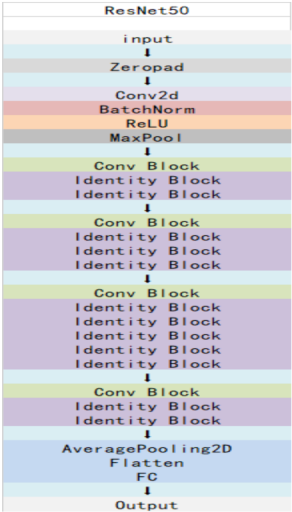 ResNet50
input
Zeropad
Conv2d
BatchNorm
ReLU
MaxPool
Conv Block
Identity Block
Identity Block
Conv Block
Identity Block
Identity Block
Identity Block
Conv Block
Identity Block
Identity Block
Identity Block
Identity Block
Identity Block
Conv Block
Identity Block
Identity Block
AveragePooling2D
Flatten
FC
Output